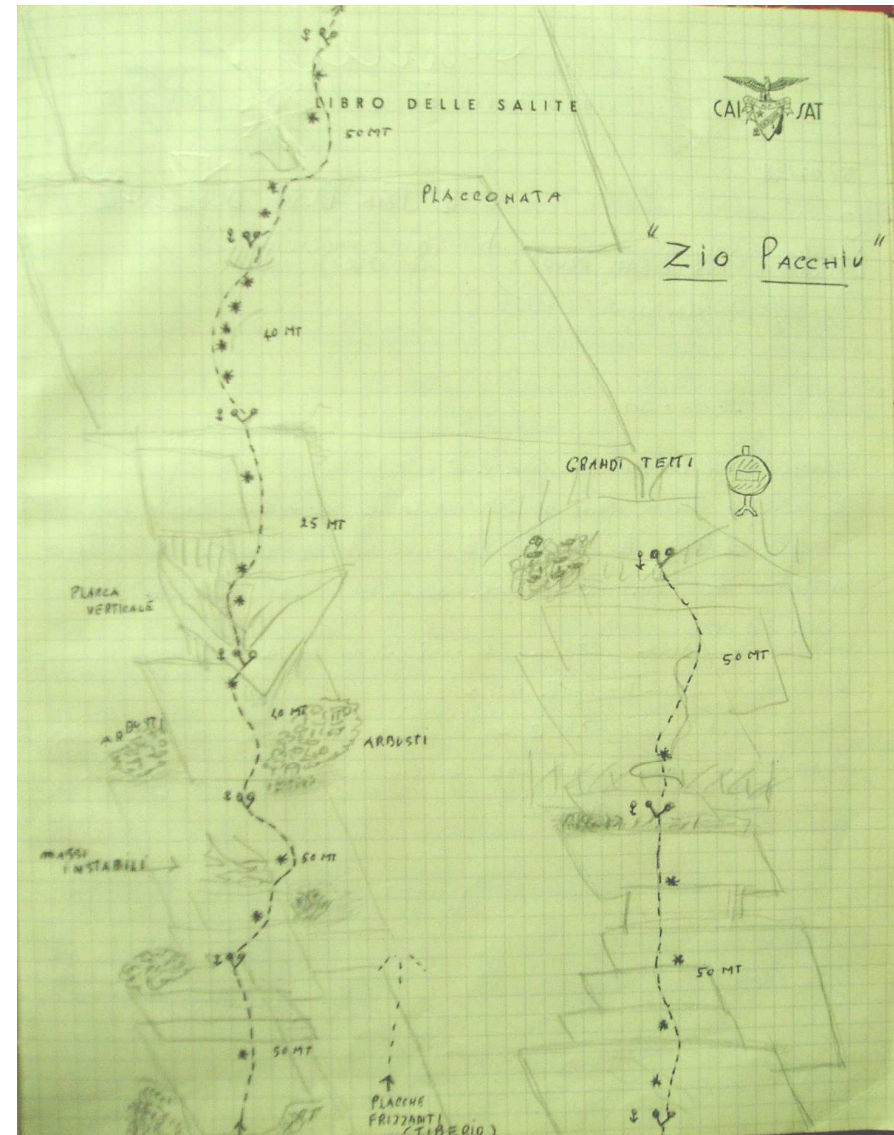 LIBRO DELLE SALITE
CAI SAT
50 MT
PLACCONATA
"Zio Pacchiu"
40 MT
GRANDI TETTI
25 MT
PLACCA
VERTICALE
50 MT
40 MT
ARBUSTI
ARBUSTI
MASSI
INSTABILI
50 MT
50 MT
50 MT
PLACCHE
FRIZZANTI
(TIBERIO)